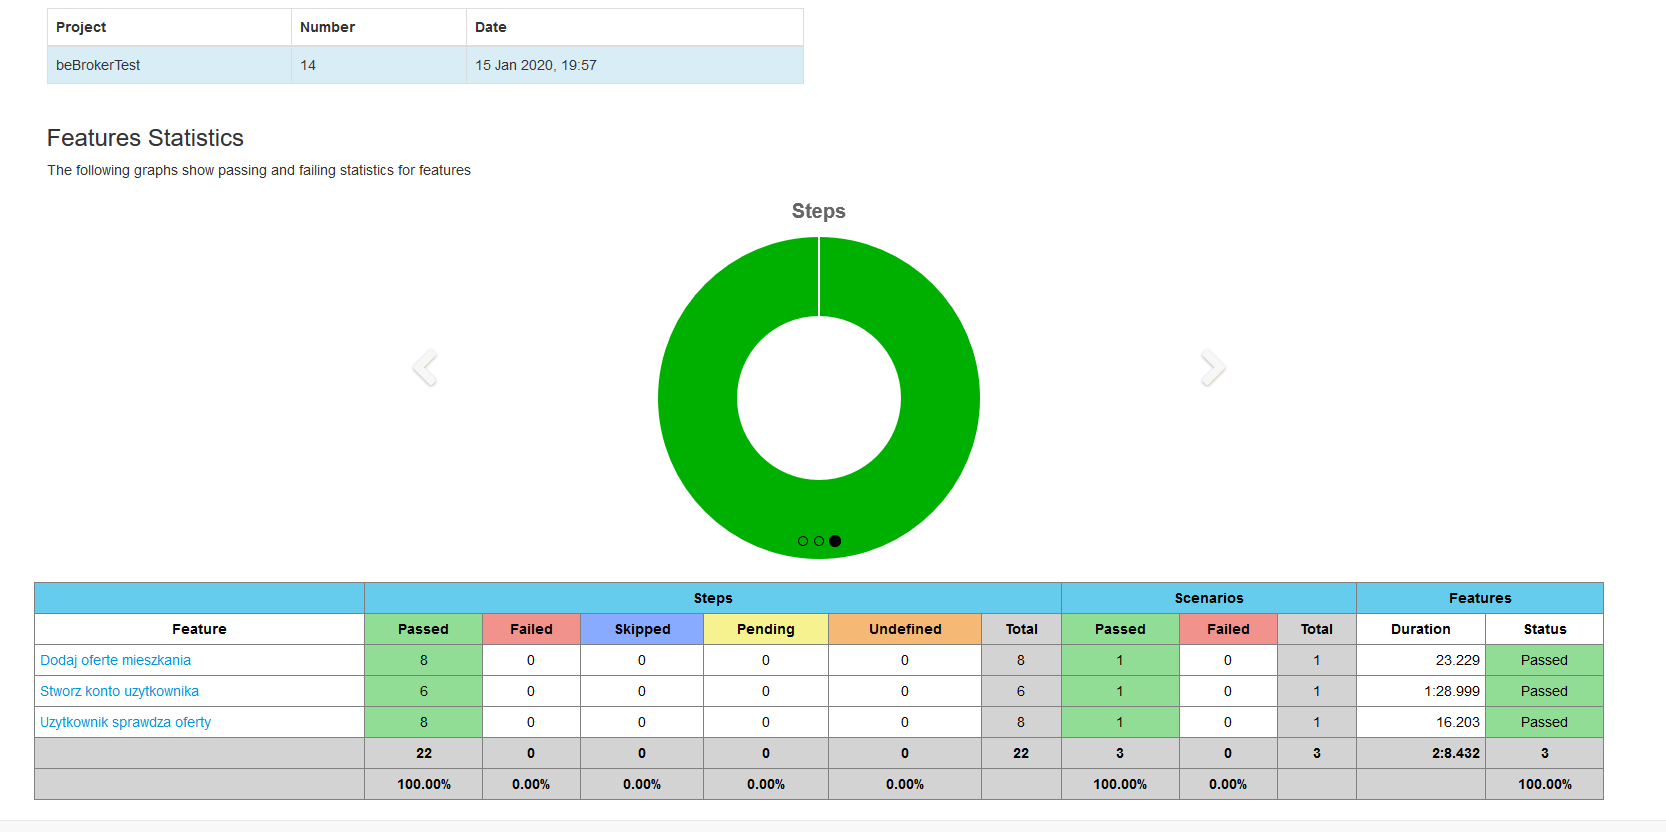 Project Number Date
beBrokerTest 14 15 Jan 2020, 19:57
Features Statistics
The following graphs show passing and failing statistics for features
Steps
Steps Scenarios Features
Feature Passed Failed Skipped Pending Undefined Total Passed Failed Total Duration Status
Dodaj oferte mieszkania 8 0 0 0 0 8 1 0 1 23.229 Passed
Stworz konto uzytkownika 6 0 0 0 0 6 1 0 1 1:28.999 Passed
Uzytkownik sprawdza oferty 8 0 0 0 0 8 1 0 1 16.203 Passed
22 0 0 0 0 22 3 0 3 2:8.432 3
100.00% 0.00% 0.00% 0.00% 0.00% 100.00% 0.00% 100.00%